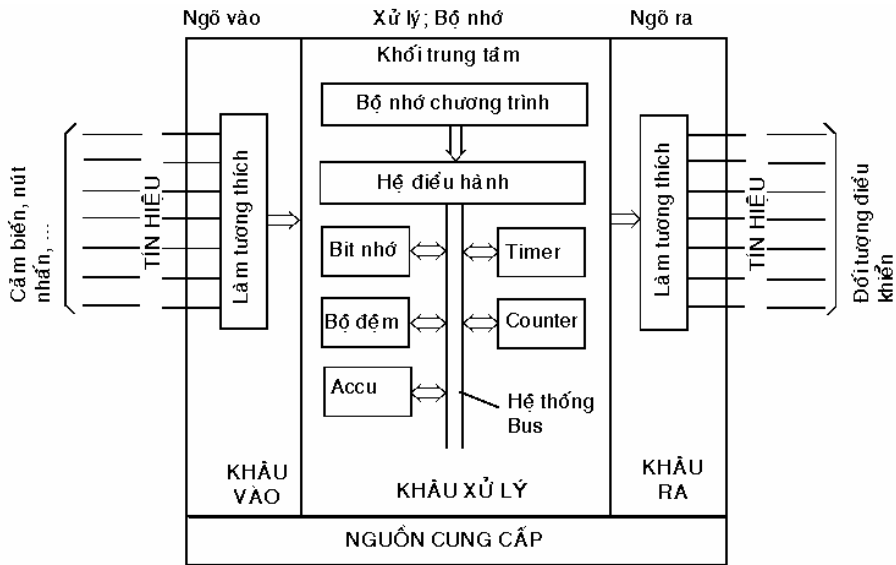 Ngõ vào
Xử lý; Bộ nhớ
Ngõ ra
Khối trung tâm
Bộ nhớ chương trình
Hệ điều hành
Bit nhớ
Timer
Bộ đệm
Counter
Accu
Hệ thống
Bus
Cảm biến, nút
nhấn, ...
TÍN HIỆU
Làm tương thích
Làm tương thích
TÍN HIỆU
Đối tượng điều
khiển
KHÂU
VÀO
KHÂU XỬ LÝ
KHÂU
RA
NGUỒN CUNG CẤP